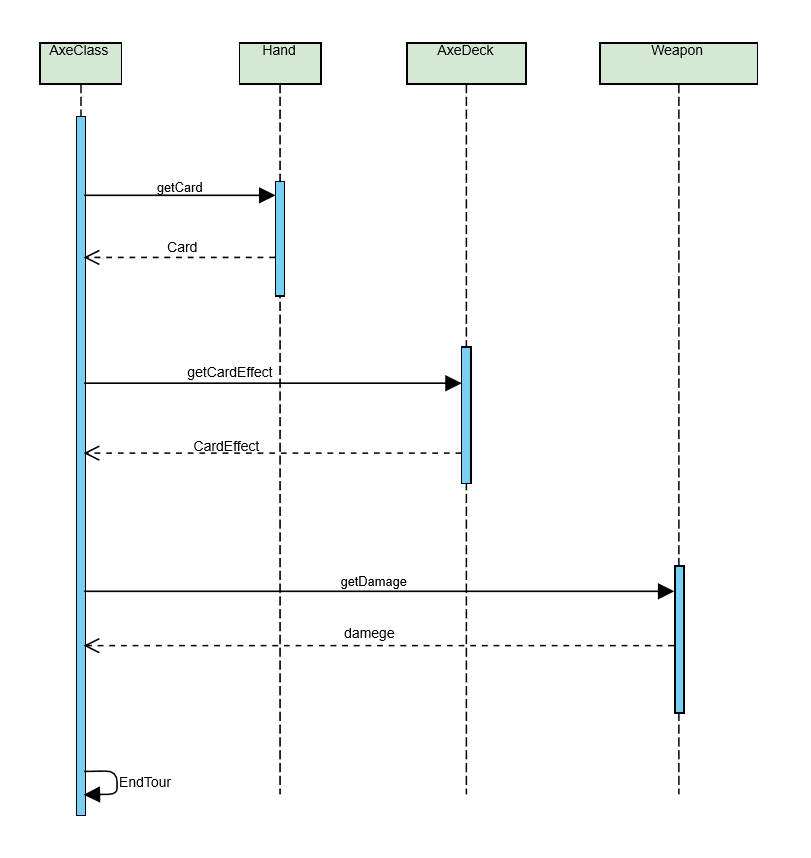 AxeClass
Hand
AxeDeck
Weapon
getCard
Card
getCardEffect
CardEffect
getDamage
damege
EndTour